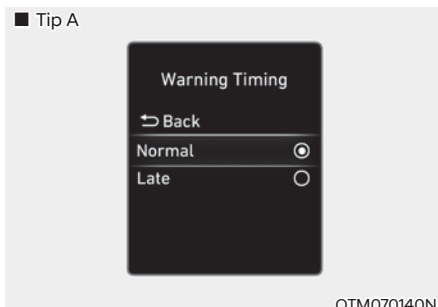 ■ Tip A
Warning Timing
Back
Normal
Late
OTM070140N